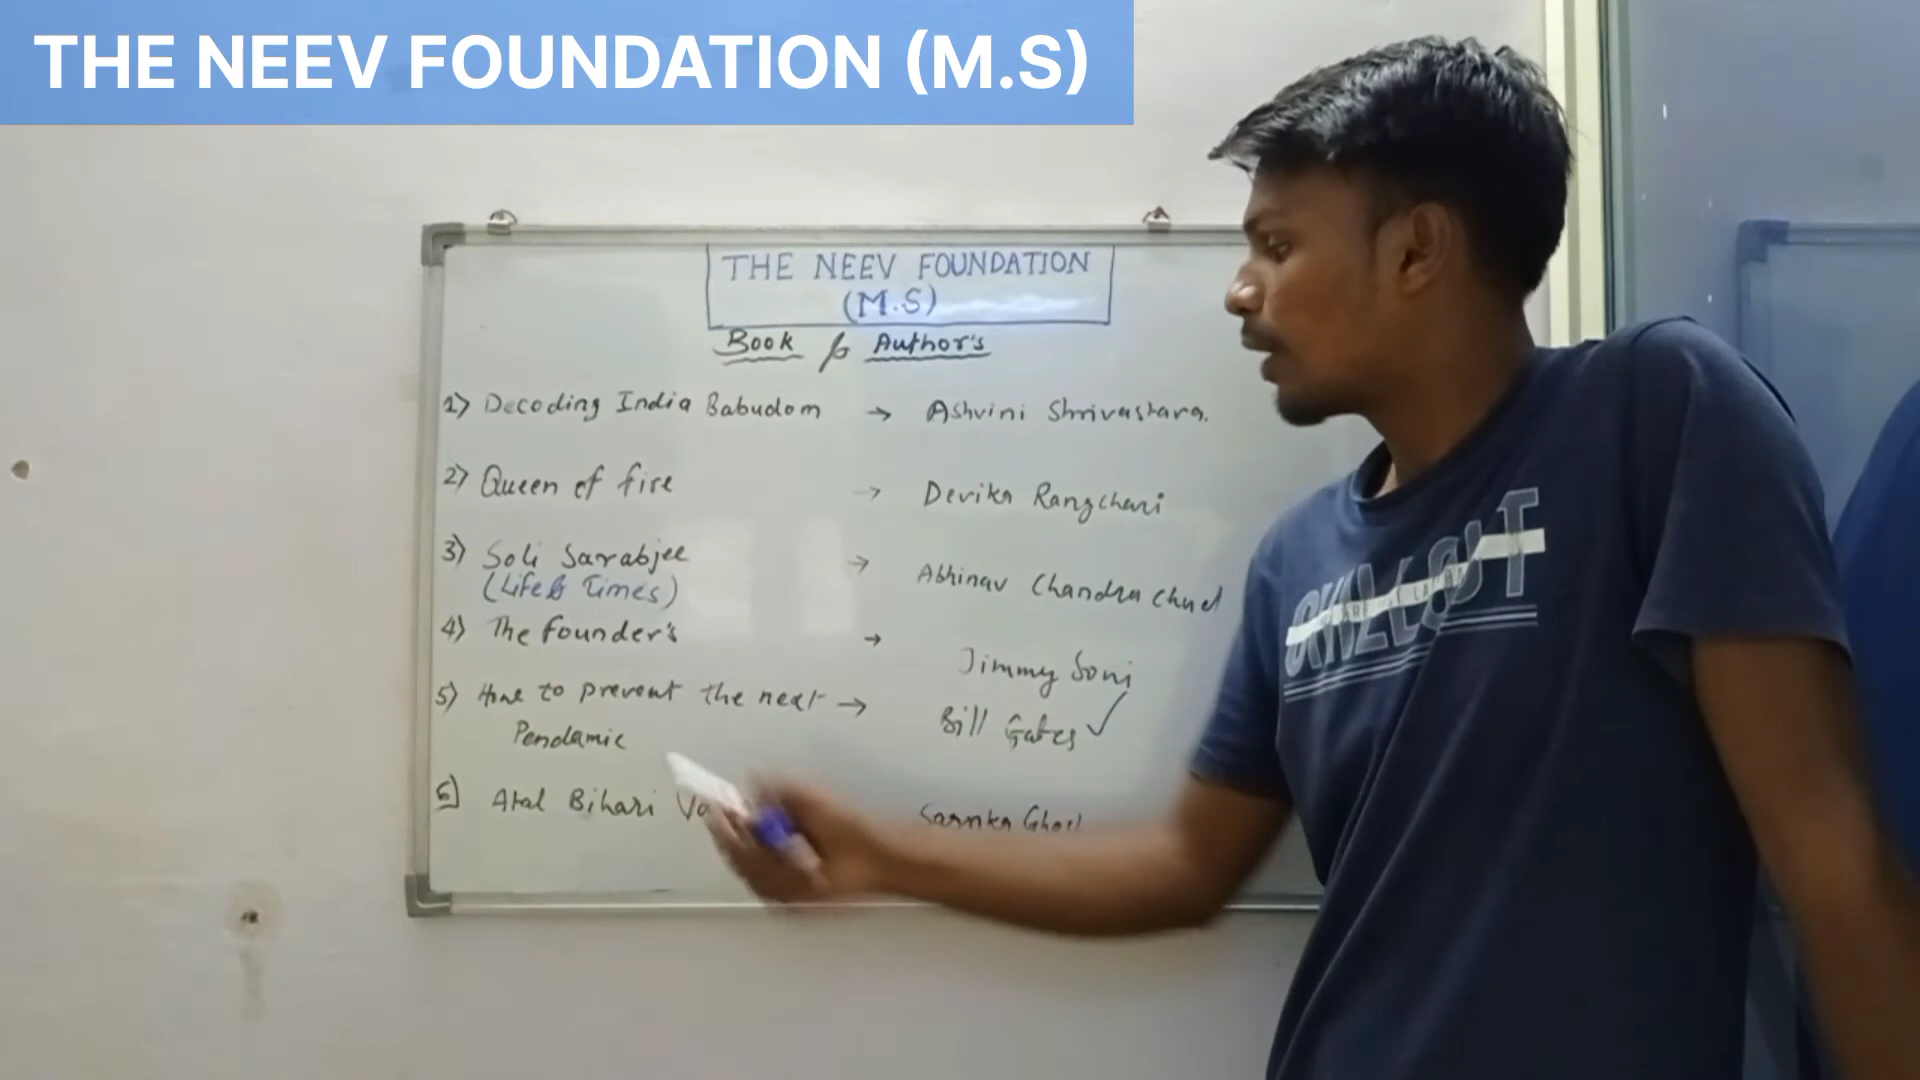 THE NEEV FOUNDATION (M.S)
THE NEEV FOUNDATION
(M.S)
Book & Author's
1) Decoding India Babudom → Ashvini Shrivastava.
2) Queen of fire → Devika Rangchari
3) Soli Sarabjee → Abhinav Chandrachud
(Life & Times)
4) The founder's → Jimmy Soni
5) How to prevent the next → Bill Gates ✓
Pendamic
6) Atal Bihari
CHILLOUT